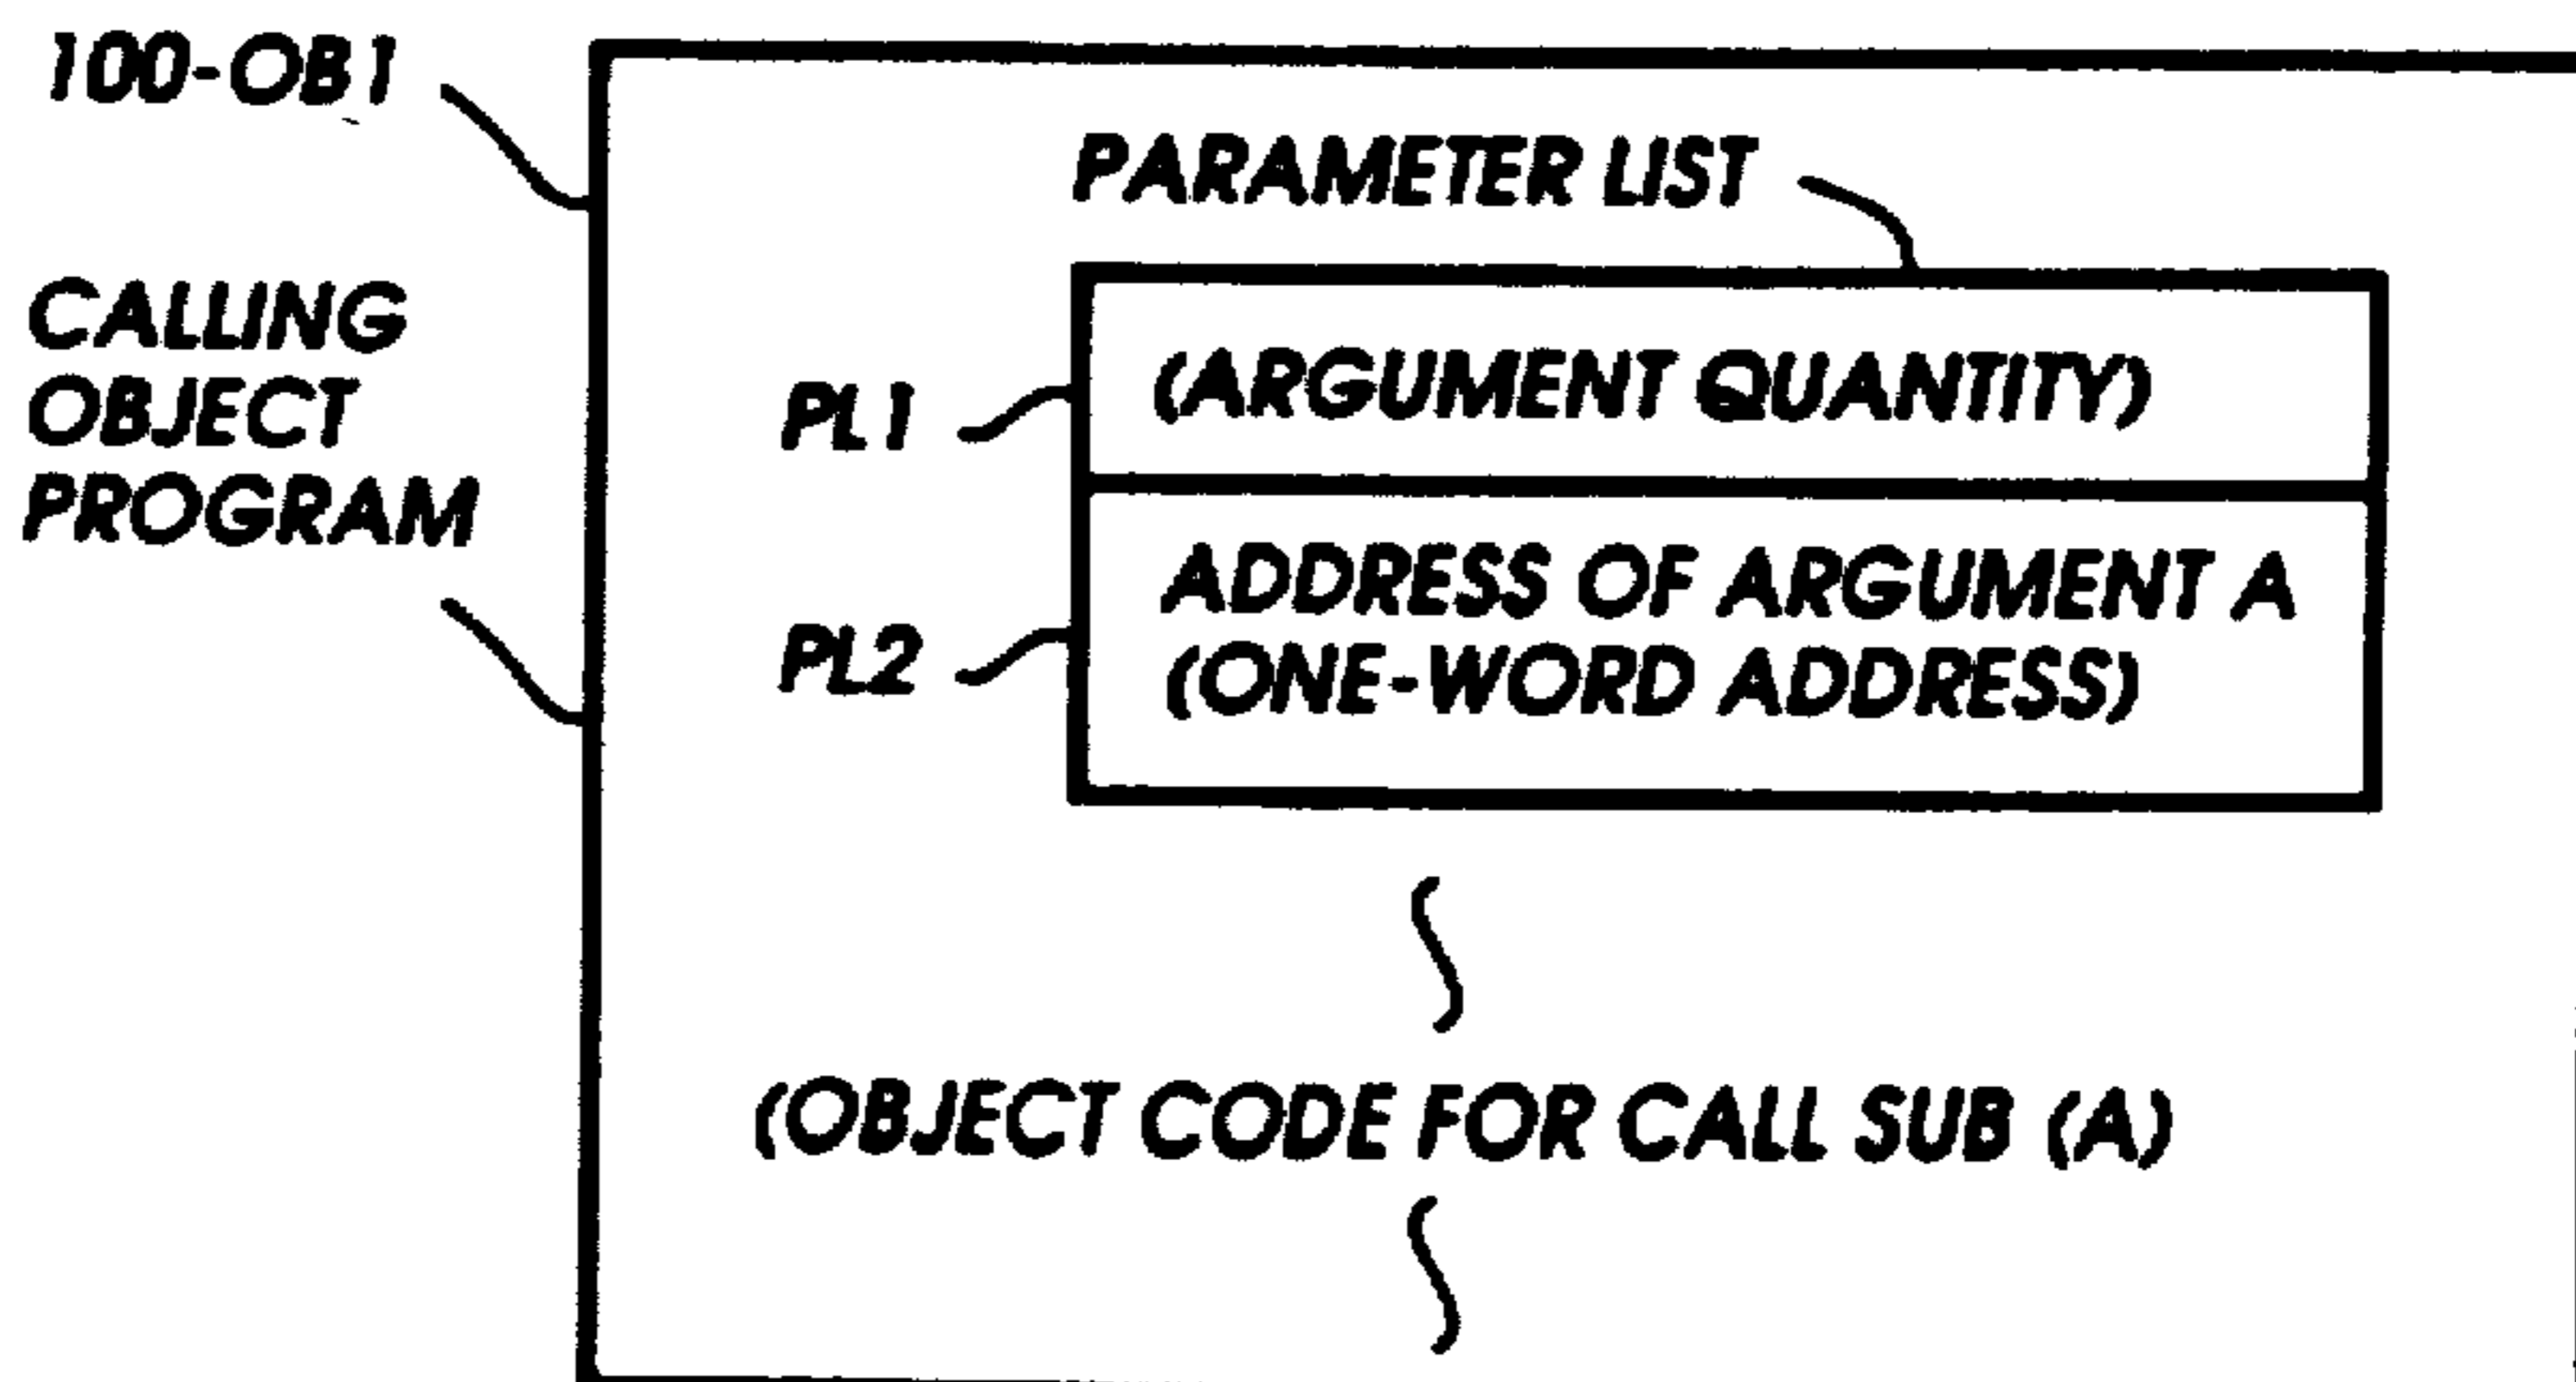 100-OB1
PARAMETER LIST
CALLING
OBJECT
PROGRAM
PL1
(ARGUMENT QUANTITY)
PL2
ADDRESS OF ARGUMENT A
(ONE-WORD ADDRESS)
(OBJECT CODE FOR CALL SUB (A)